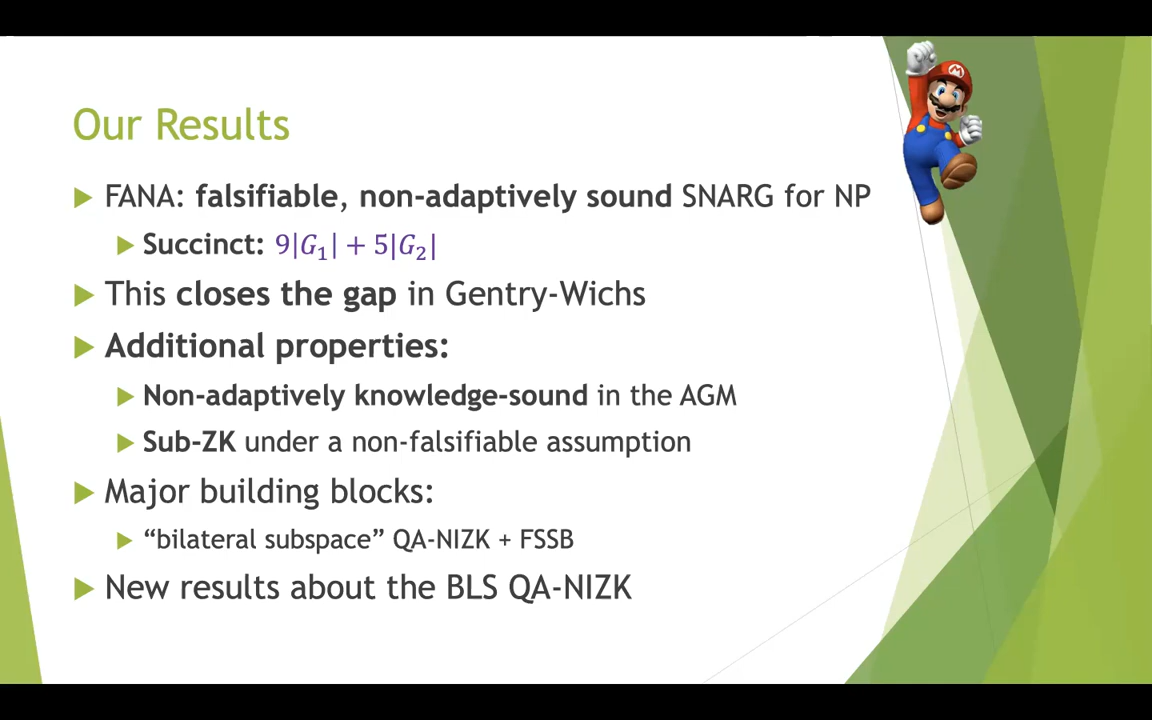 Our Results
FANA: falsifiable, non-adaptively sound SNARG for NP
Succinct: 9|G₁| + 5|G₂|
This closes the gap in Gentry-Wichs
Additional properties:
Non-adaptively knowledge-sound in the AGM
Sub-ZK under a non-falsifiable assumption
Major building blocks:
“bilateral subspace” QA-NIZK + FSSB
New results about the BLS QA-NIZK
M